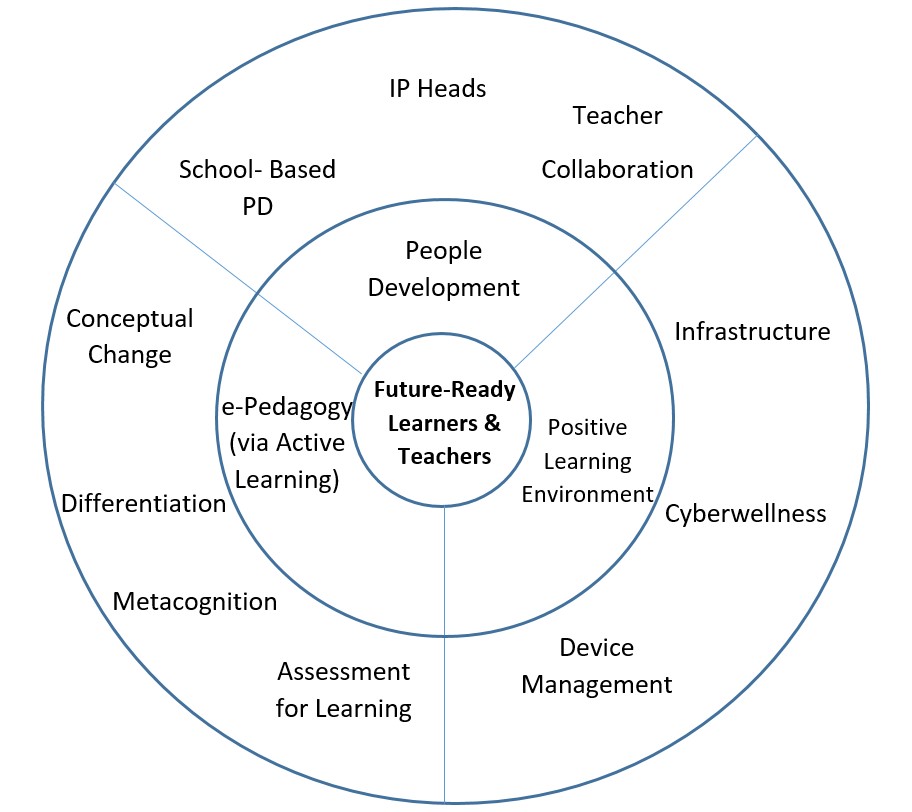 IP Heads
Teacher
Collaboration
School- Based
PD
People
Development
Conceptual
Change
Infrastructure
Future-Ready
Learners &
Teachers
e-Pedagogy
(via Active
Learning)
Positive
Learning
Environment
Differentiation
Cyberwellness
Metacognition
Device
Management
Assessment
for Learning